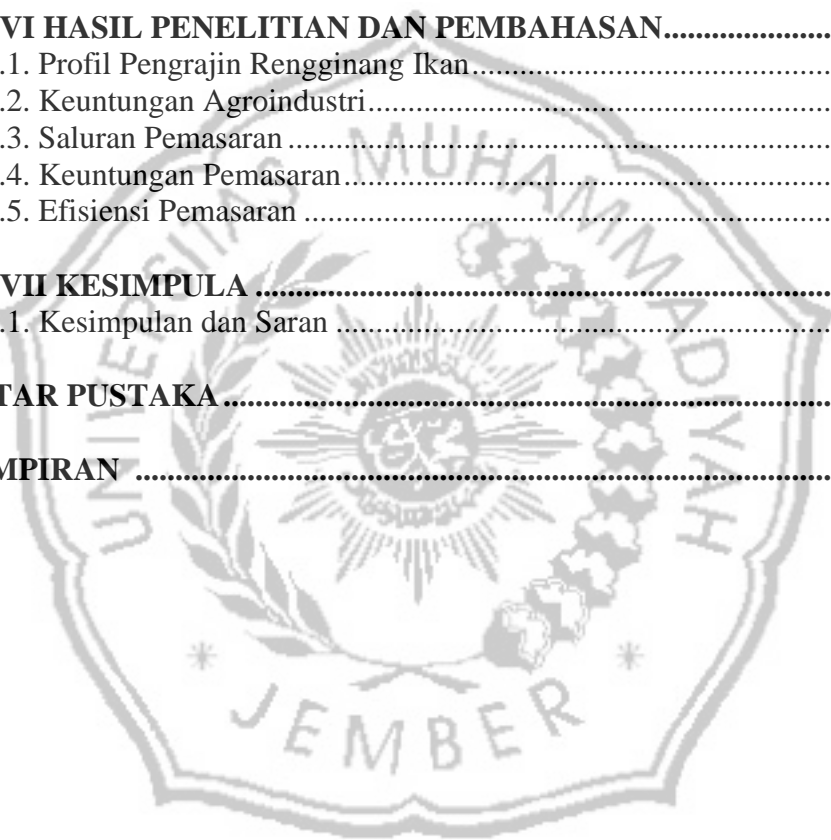 VI HASIL PENELITIAN DAN PEMBAHASAN.....................
.1. Profil Pengrajin Rengginang Ikan..............................................
.2. Keuntungan Agroindustri...........................................................
.3. Saluran Pemasaran.....................................................................
.4. Keuntungan Pemasaran..............................................................
.5. Efisiensi Pemasaran...................................................................
VII KESIMPULA..........................................................................
.1. Kesimpulan dan Saran...............................................................
TAR PUSTAKA..............................................................................
MPIRAN..........................................................................................
UNIVERSITAS MUHAMMADIYAH
* JEMBER *